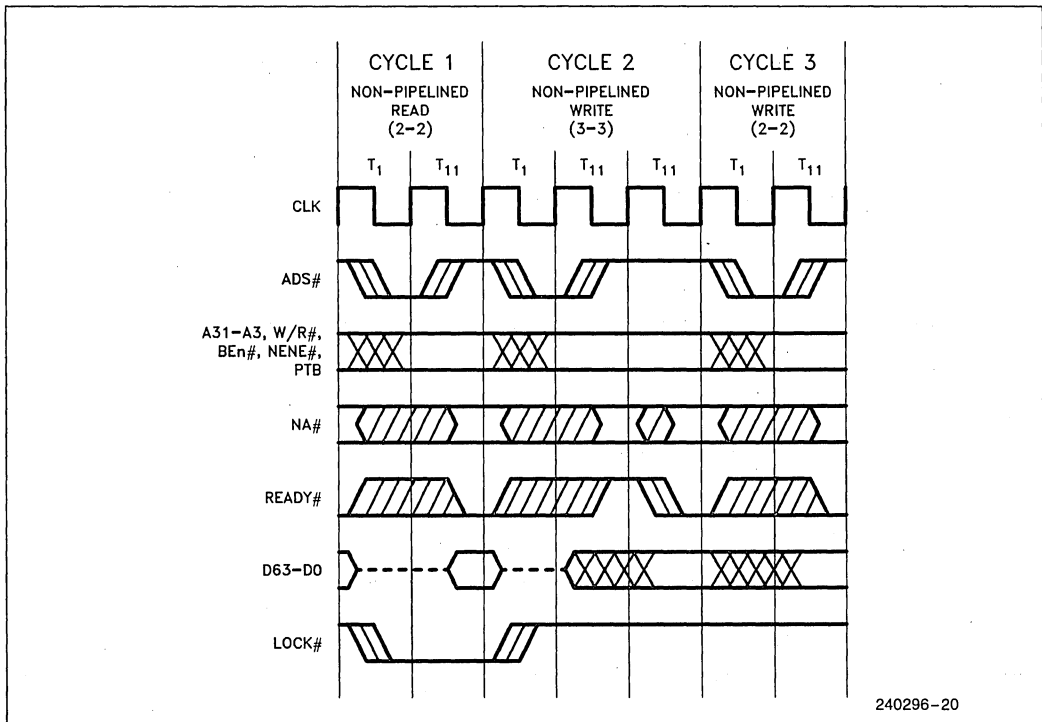 CYCLE 1 CYCLE 2 CYCLE 3
NON-PIPELINED NON-PIPELINED NON-PIPELINED
READ WRITE WRITE
(2-2) (3-3) (2-2)
T1 T11 T1 T11 T11 T1 T11
CLK
ADS#
A31-A3, W/R#,
BEn#, NENE#,
PTB
NA#
READY#
D63-D0
LOCK#
240296-20